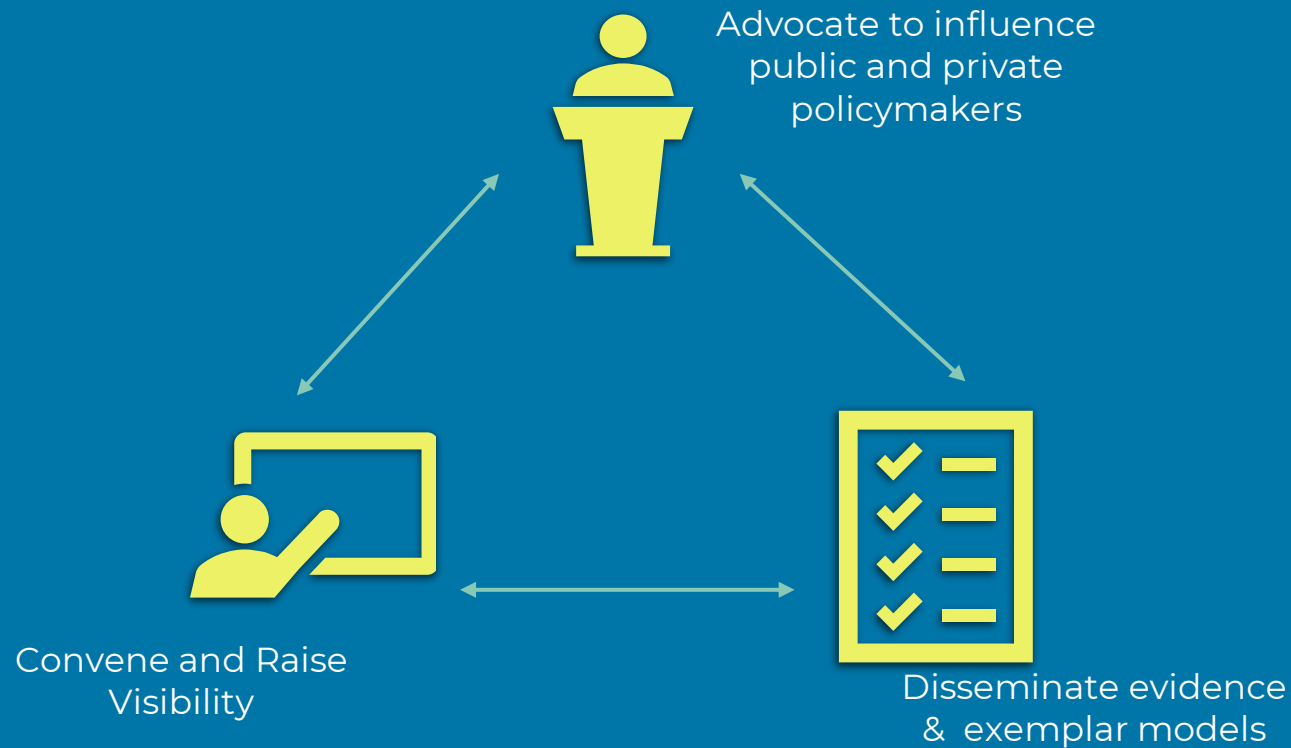 Advocate to influence
public and private
policymakers
Convene and Raise
Visibility
Disseminate evidence
& exemplar models